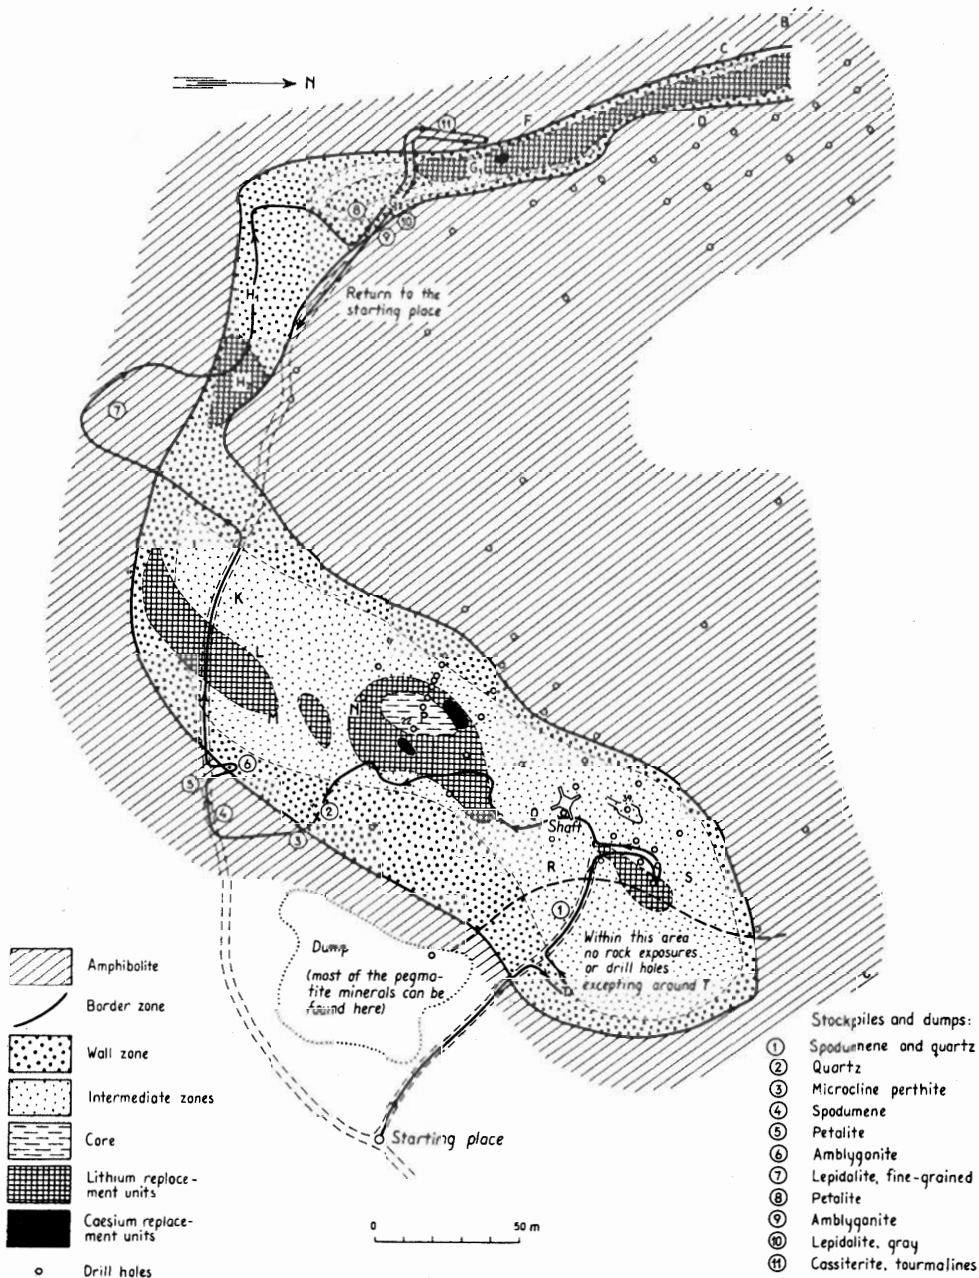 B
C
N
F
D
11
G₁
8
10
9
H₁
Return to the
starting place
H₂
7
K
L
M
N
P
22
6
5
4
3
2
O
Shaft
35
R
S
1
Within this area
no rock exposures
or drill holes
excepting around T
T
Dump
(most of the pegma-
tite minerals can be
found here)
Starting place
0 50 m
Amphibolite
Border zone
Wall zone
Intermediate zones
Core
Lithium replace-
ment units
Caesium replace-
ment units
Drill holes
Stockpiles and dumps:
1 Spodumene and quartz
2 Quartz
3 Microcline perthite
4 Spodumene
5 Petalite
6 Amblygonite
7 Lepidolite, fine-grained
8 Petalite
9 Amblygonite
10 Lepidolite, gray
11 Cassiterite, tourmalines